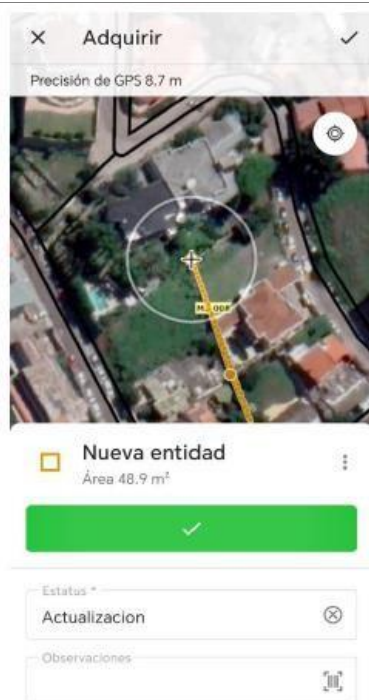 Adquirir
Precisión de GPS 8.7 m
Nueva entidad
Área 48.9 m²
Estatus *
Actualizacion
Observaciones